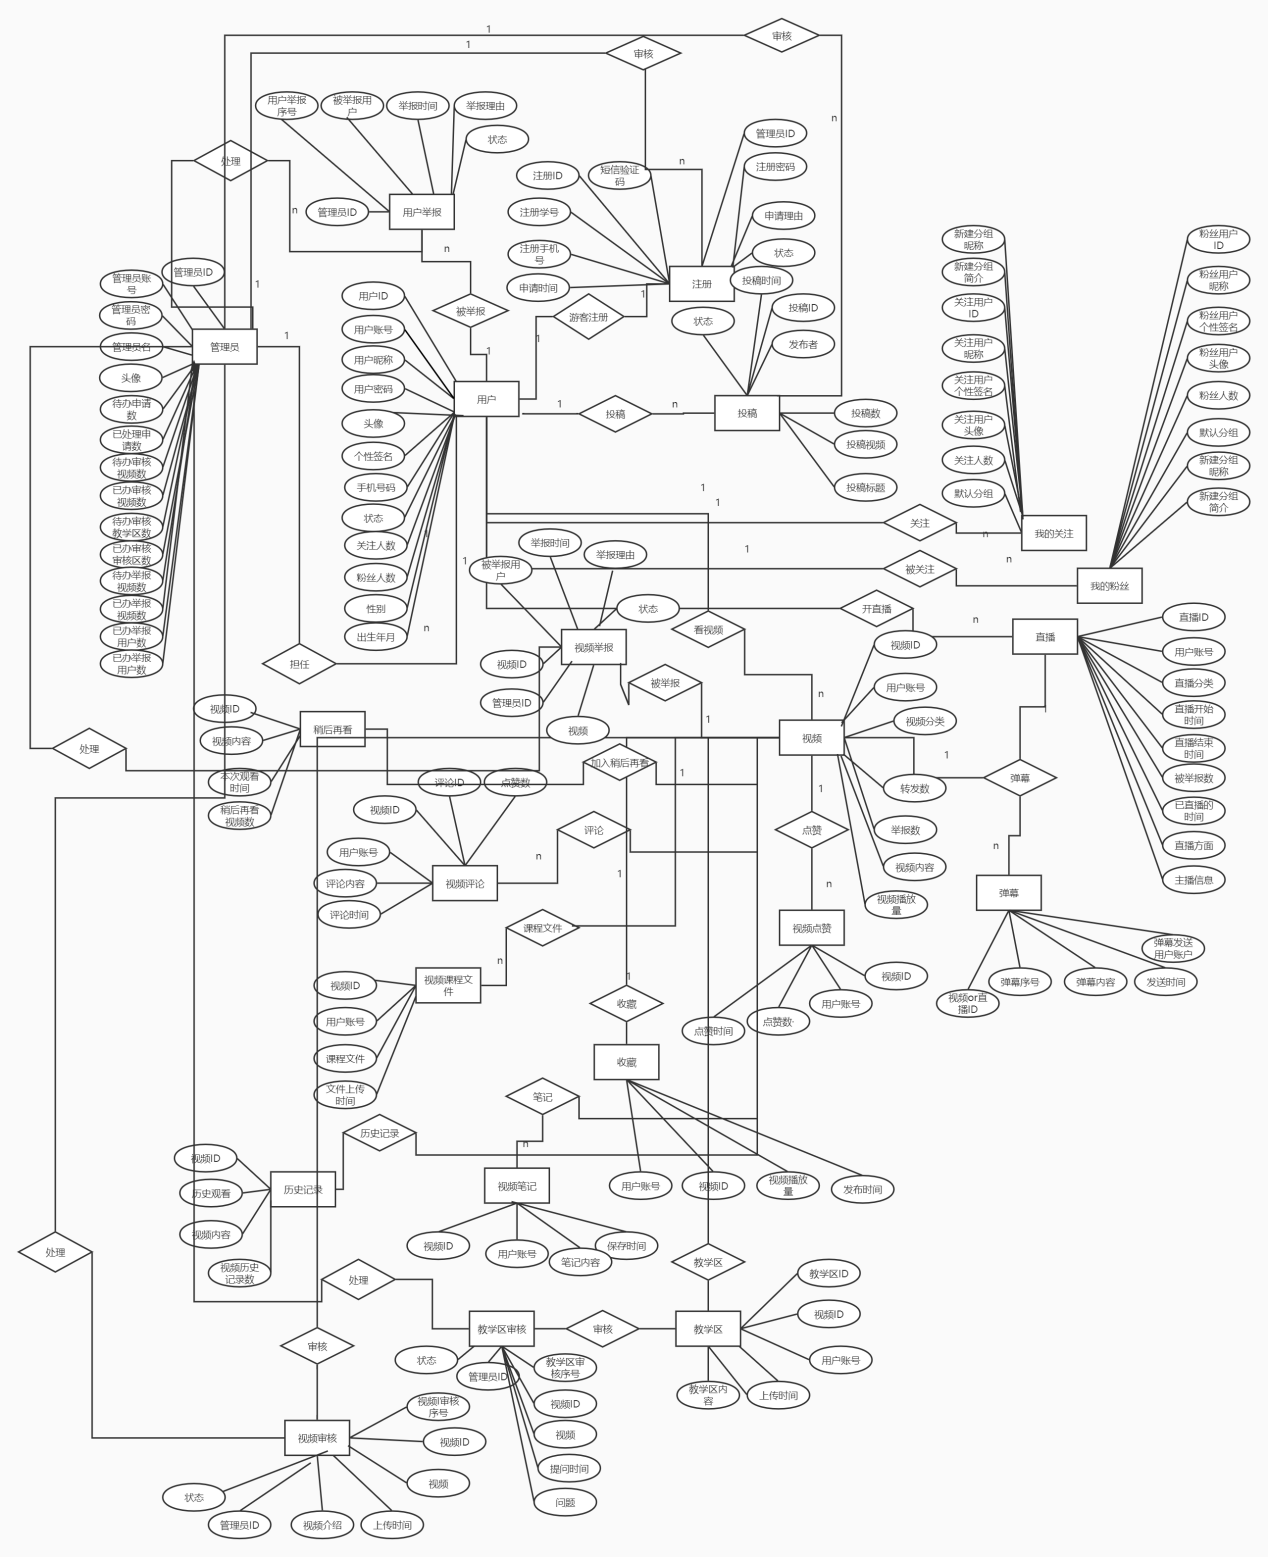 1
审核
1
审核
用户举报
序号
被举报用
户
举报时间
举报理由
状态
n
管理员ID
处理
n
短信验证
码
注册密码
注册ID
管理员ID
用户举报
注册学号
申请理由
n
n
注册手机
号
状态
新建分组
昵称
粉丝用户
ID
管理员ID
管理员账
号
1
申请时间
注册
投稿时间
新建分组
简介
粉丝用户
昵称
用户ID
1
被举报
游客注册
状态
投稿ID
关注用户
ID
粉丝用户
个性签名
管理员密
码
用户账号
管理员名
管理员
1
1
1
发布者
关注用户
昵称
粉丝用户
头像
用户昵称
头像
用户密码
用户
关注用户
个性签名
粉丝人数
待办申请
数
头像
1
投稿
n
投稿
投稿数
关注用户
头像
默认分组
已处理申
请数
个性签名
投稿视频
关注人数
新建分组
昵称
待办审核
视频数
手机号码
1
投稿标题
默认分组
新建分组
简介
已办审核
视频数
状态
1
关注
n
我的关注
待办审核
教学区数
关注人数
举报时间
举报理由
1
已办审核
审核区数
1
被举报用
户
被关注
n
我的粉丝
待办举报
视频数
粉丝人数
已办举报
视频数
性别
状态
开直播
直播ID
已办举报
用户数
出生年月
n
视频举报
看视频
n
直播
视频ID
用户账号
已办举报
用户数
担任
视频ID
被举报
直播分类
管理员ID
n
用户账号
视频ID
视频
1
视频分类
直播开始
时间
视频内容
稍后再看
视频
直播结束
时间
处理
加入稍后再看
1
1
本次观看
时间
评论ID
点赞数
1
转发数
弹幕
被举报数
稍后再看
视频数
视频ID
点赞
举报数
已直播的
时间
评论
用户账号
n
n
直播方面
评论内容
视频评论
1
n
视频内容
弹幕
主播信息
评论时间
视频播放
量
课程文件
视频点赞
弹幕发送
用户账户
n
视频ID
视频课程文
件
1
视频ID
弹幕序号
弹幕内容
发送时间
用户账号
收藏
点赞时间
点赞数
用户账号
视频or直
播ID
课程文件
收藏
文件上传
时间
笔记
历史记录
n
视频ID
历史观看
历史记录
视频笔记
用户账号
视频ID
视频播放
量
发布时间
视频内容
视频ID
用户账号
笔记内容
保存时间
处理
视频历史
记录数
处理
教学区
教学区ID
视频ID
教学区审核
审核
教学区
审核
状态
管理员ID
教学区审
核序号
用户账号
教学区内
容
上传时间
视频I审核
序号
视频ID
视频审核
视频ID
视频
提问时间
视频
状态
问题
管理员ID
视频介绍
上传时间